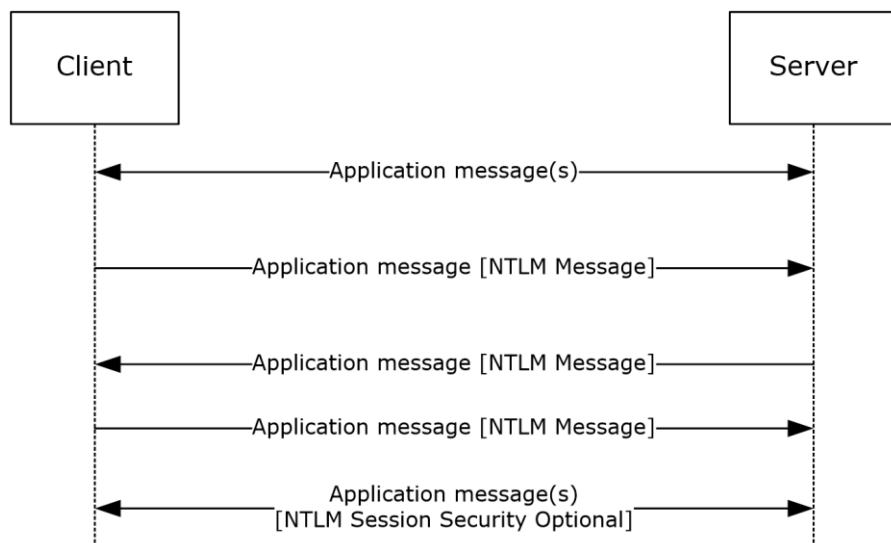 Client
Server
Application message(s)
Application message [NTLM Message]
Application message [NTLM Message]
Application message [NTLM Message]
Application message(s)
[NTLM Session Security Optional]